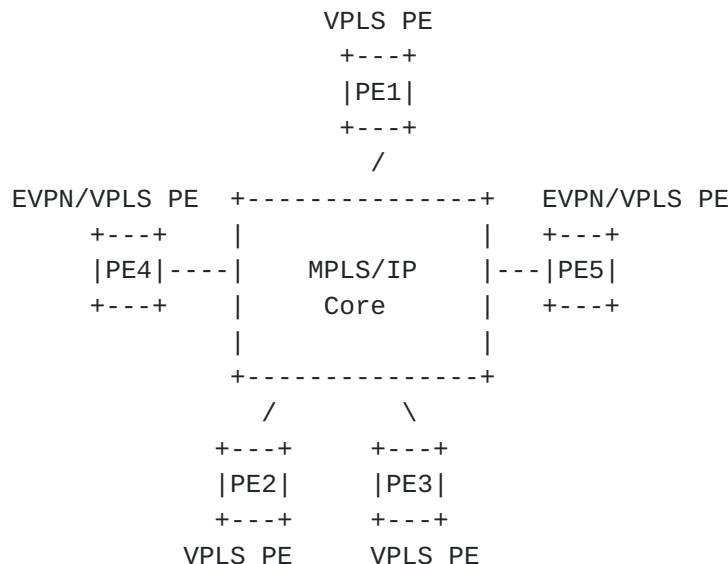 VPLS PE
+---+
|PE1|
+---+
/
EVPN/VPLS PE +---------------+ EVPN/VPLS PE
+---+ | | +---+
|PE4|----| MPLS/IP |---|PE5|
+---+ | Core | +---+
| |
+---------------+
/ \
+---+ +---+
|PE2| |PE3|
+---+ +---+
VPLS PE VPLS PE